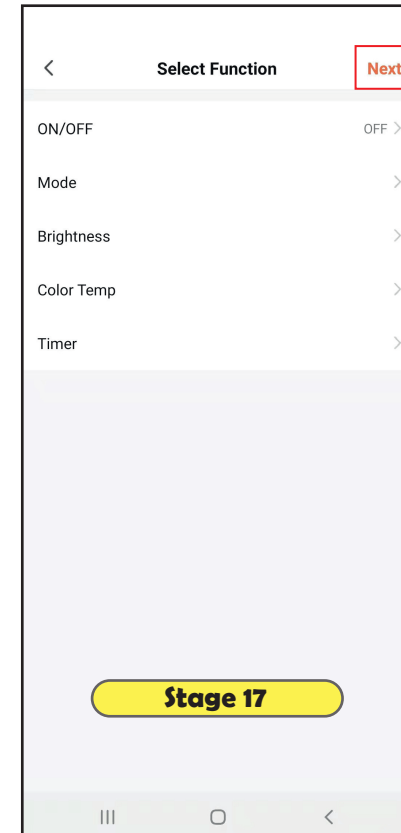 Select Function
Next
ON/OFF
OFF
Mode
Brightness
Color Temp
Timer
Stage 17